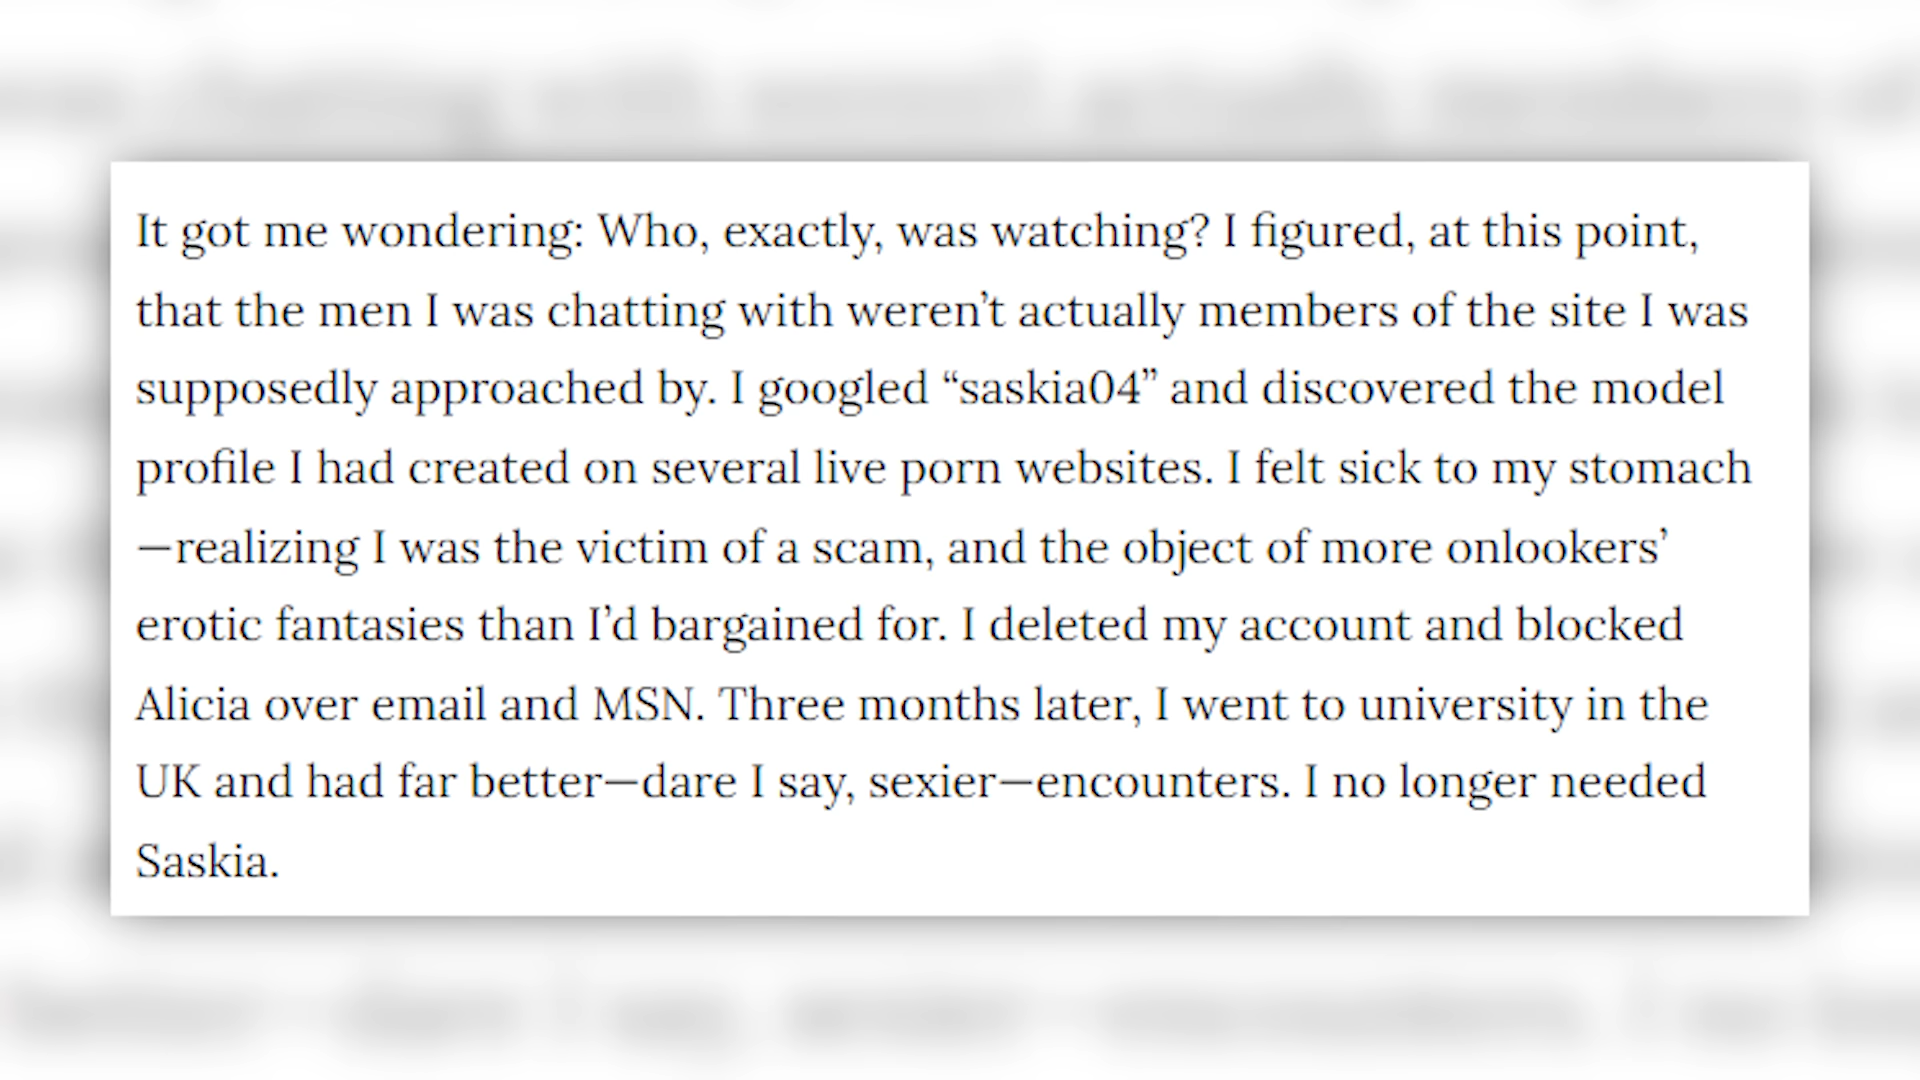 It got me wondering: Who, exactly, was watching? I figured, at this point,
that the men I was chatting with weren’t actually members of the site I was
supposedly approached by. I googled “saskia04” and discovered the model
profile I had created on several live porn websites. I felt sick to my stomach
—realizing I was the victim of a scam, and the object of more onlookers’
erotic fantasies than I’d bargained for. I deleted my account and blocked
Alicia over email and MSN. Three months later, I went to university in the
UK and had far better—dare I say, sexier—encounters. I no longer needed
Saskia.